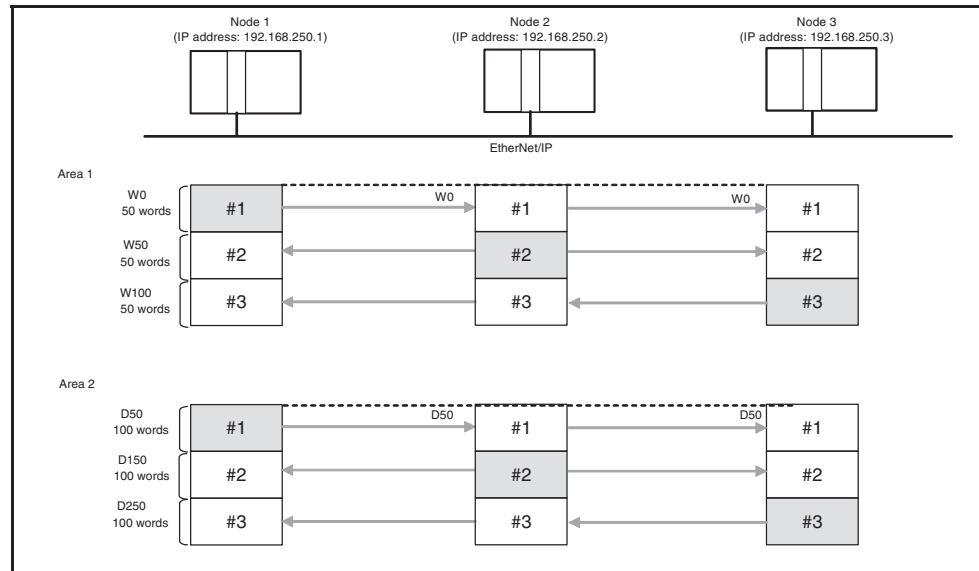 Node 1
(IP address: 192.168.250.1)
Node 2
(IP address: 192.168.250.2)
Node 3
(IP address: 192.168.250.3)
EtherNet/IP
Area 1
W0
50 words
#1
W0
#1
W0
#1
W50
50 words
#2
#2
#2
W100
50 words
#3
#3
#3
Area 2
D50
100 words
#1
D50
#1
D50
#1
D150
100 words
#2
#2
#2
D250
100 words
#3
#3
#3